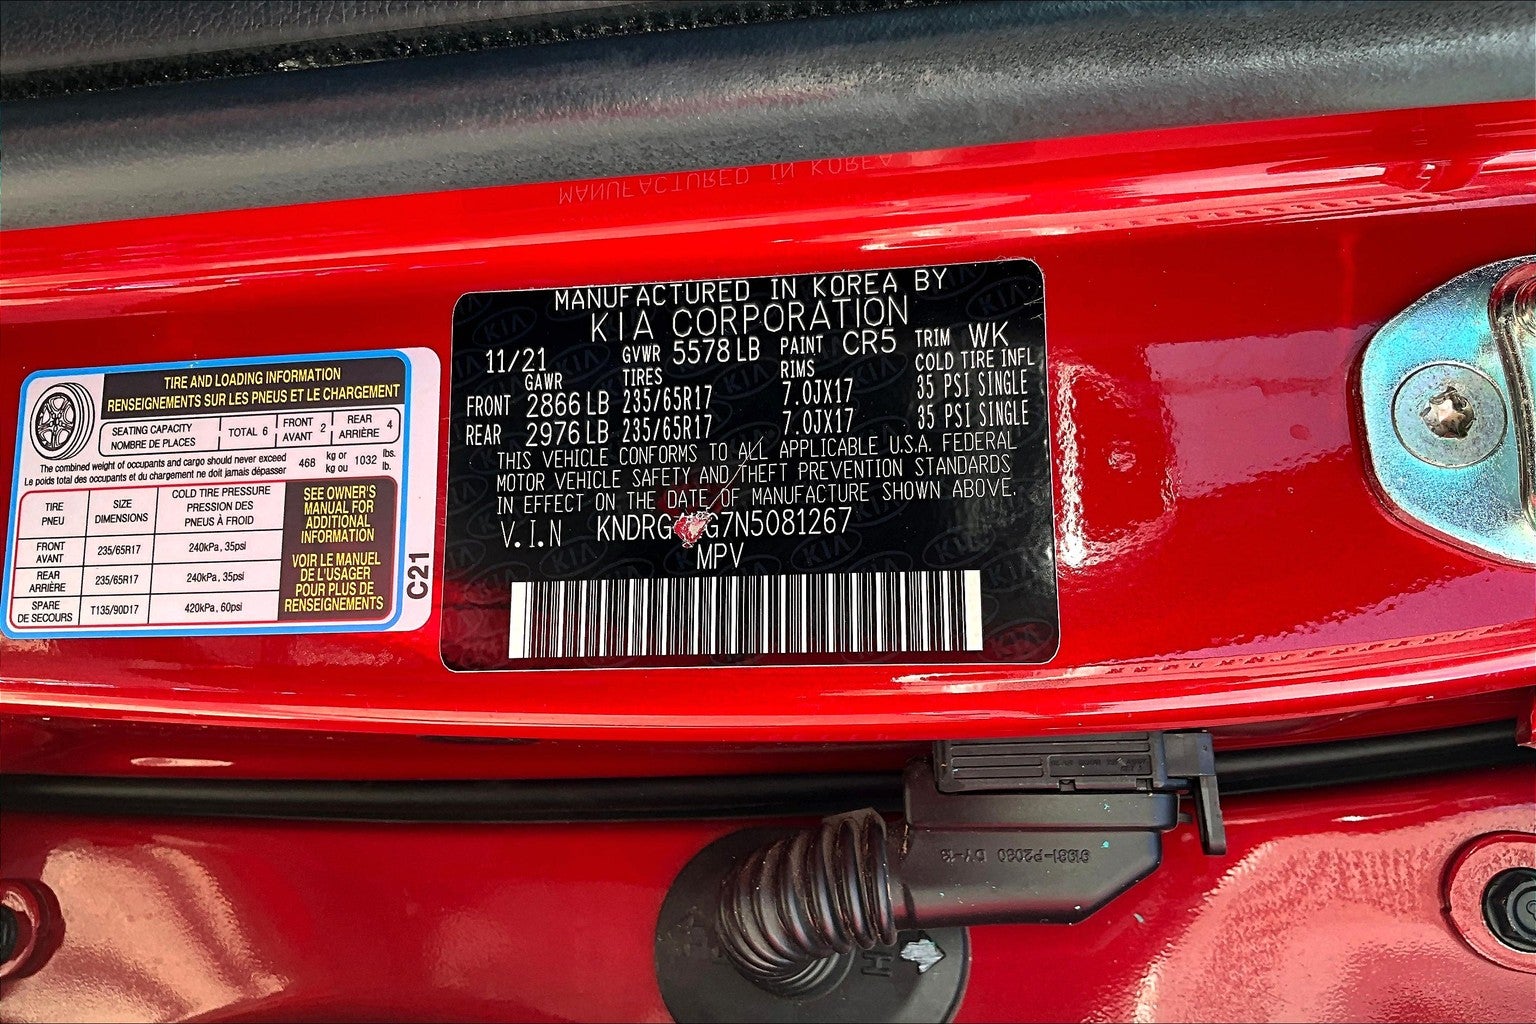 MANUFACTURED IN KOREA BY
KIA CORPORATION
11/21 GVWR 5578 LB PAINT CR5 TRIM WK
GAWR TIRES RIMS COLD TIRE INFL
FRONT 2866 LB 235/65R17 7.0JX17 35 PSI SINGLE
REAR 2976 LB 235/65R17 7.0JX17 35 PSI SINGLE
THIS VEHICLE CONFORMS TO ALL APPLICABLE U.S.A. FEDERAL
MOTOR VEHICLE SAFETY AND THEFT PREVENTION STANDARDS
IN EFFECT ON THE DATE OF MANUFACTURE SHOWN ABOVE.
V.I.N KNDRG G7N5081267
MPV
TIRE AND LOADING INFORMATION
RENSEIGNEMENTS SUR LES PNEUS ET LE CHARGEMENT
SEATING CAPACITY
NOMBRE DE PLACES
TOTAL 6
FRONT
AVANT 2
REAR
ARRIÈRE 4
The combined weight of occupants and cargo should never exceed
Le poids total des occupants et du chargement ne doit jamais dépasser
468 kg or
kg ou
1032 lbs.
lb.
TIRE
PNEU
SIZE
DIMENSIONS
COLD TIRE PRESSURE
PRESSION DES
PNEUS À FROID
FRONT
AVANT
235/65R17
240kPa, 35psi
REAR
ARRIÈRE
235/65R17
240kPa, 35psi
SPARE
DE SECOURS
T135/90D17
420kPa, 60psi
SEE OWNER'S
MANUAL FOR
ADDITIONAL
INFORMATION
VOIR LE MANUEL
DE L'USAGER
POUR PLUS DE
RENSEIGNEMENTS
C21
91981-P2060 DY-13
H